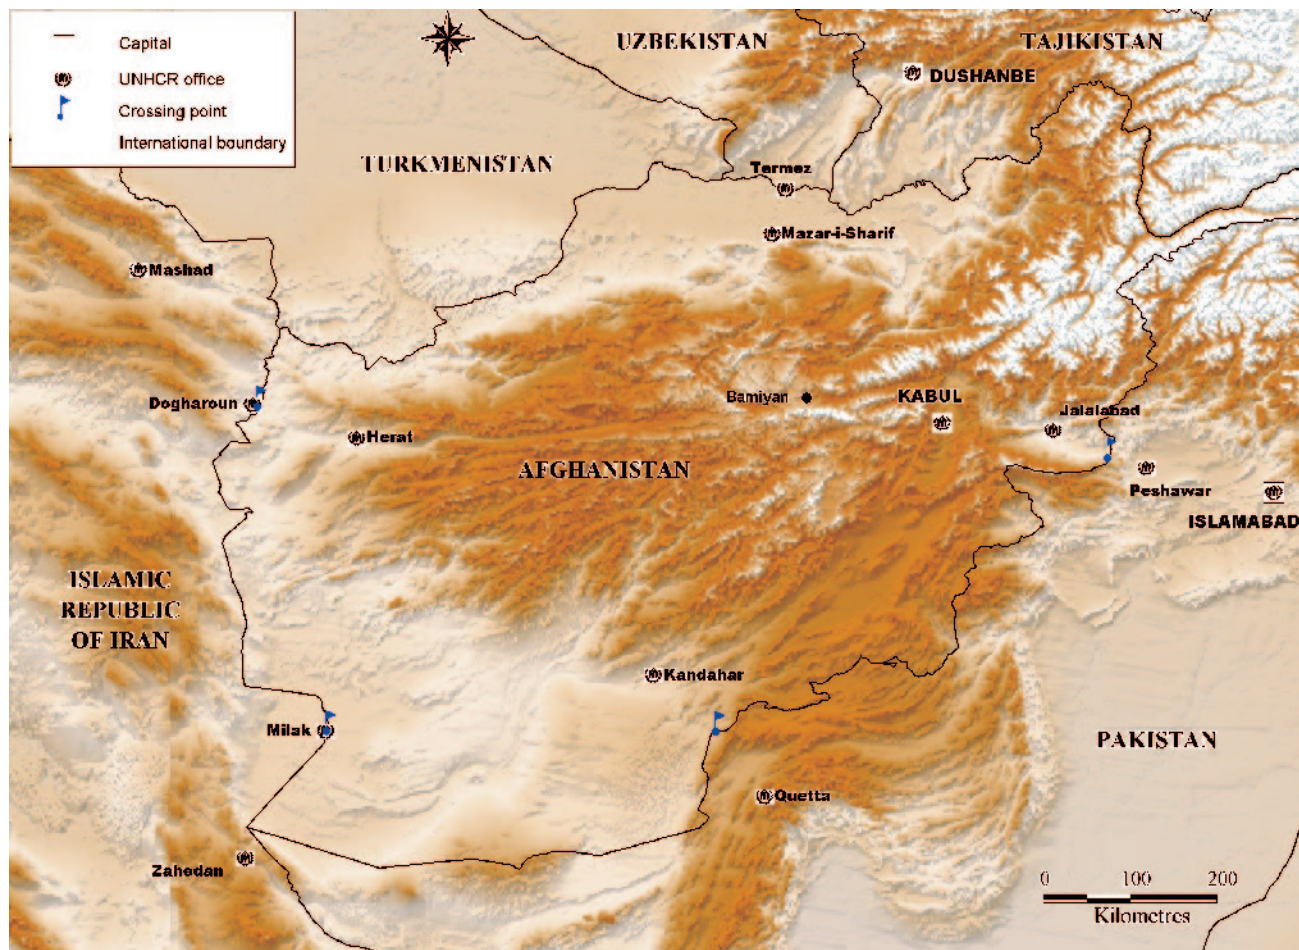 Capital
UNHCR office
Crossing point
International boundary
UZBEKISTAN
TAJIKISTAN
DUSHANBE
TURKMENISTAN
Termez
Mazar-i-Sharif
Mashad
Dogharoun
Bamiyan
KABUL
Jalalabad
Herat
AFGHANISTAN
Peshawar
ISLAMABAD
ISLAMIC
REPUBLIC
OF IRAN
Kandahar
Milak
PAKISTAN
Quetta
Zahedan
0 100 200
Kilometres